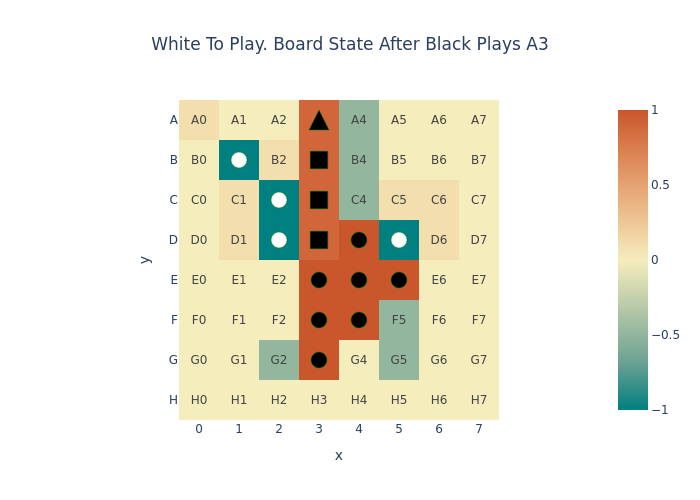 White To Play. Board State After Black Plays A3
A A0 A1 A2 A4 A5 A6 A7
B B0 B2 B4 B5 B6 B7
C C0 C1 C4 C5 C6 C7
D D0 D1 D6 D7
E E0 E1 E2 E6 E7
F F0 F1 F2 F5 F6 F7
G G0 G1 G2 G4 G5 G6 G7
H H0 H1 H2 H3 H4 H5 H6 H7
0 1 2 3 4 5 6 7
x
y
1
0.5
0
−0.5
−1